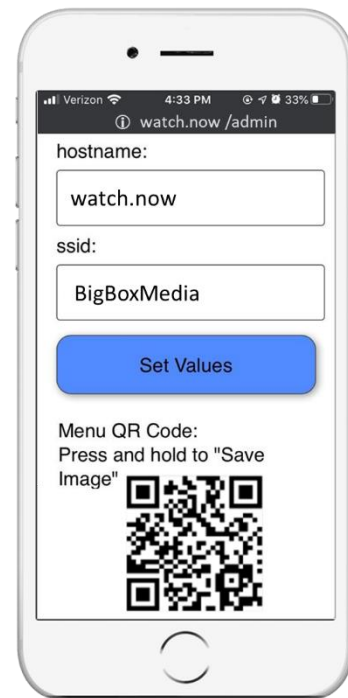 Verizon 4:33 PM 33%
watch.now /admin
hostname:
watch.now
ssid:
BigBoxMedia
Set Values
Menu QR Code:
Press and hold to "Save
Image"